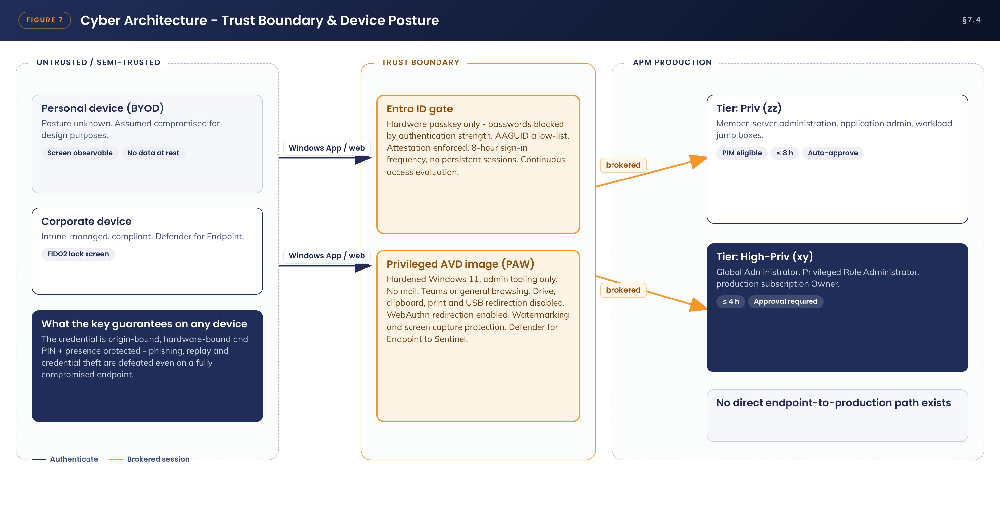 FIGURE 7
Cyber Architecture - Trust Boundary & Device Posture
§7.4
UNTRUSTED / SEMI-TRUSTED
Personal device (BYOD)
Posture unknown. Assumed compromised for
design purposes.
Screen observable
No data at rest
Corporate device
Intune-managed, compliant, Defender for Endpoint.
FIDO2 lock screen
What the key guarantees on any device
The credential is origin-bound, hardware-bound and
PIN + presence protected - phishing, replay and
credential theft are defeated even on a fully
compromised endpoint.
Authenticate
Brokered session
Windows App / web
Windows App / web
TRUST BOUNDARY
Entra ID gate
Hardware passkey only - passwords blocked
by authentication strength. AAGUID allow-list.
Attestation enforced. 8-hour sign-in
frequency, no persistent sessions. Continuous
access evaluation.
Privileged AVD image (PAW)
Hardened Windows 11, admin tooling only.
No mail, Teams or general browsing. Drive,
clipboard, print and USB redirection disabled.
WebAuthn redirection enabled. Watermarking
and screen capture protection. Defender for
Endpoint to Sentinel.
brokered
brokered
APM PRODUCTION
Tier: Priv (zz)
Member-server administration, application admin, workload
jump boxes.
PIM eligible
≤ 8 h
Auto-approve
Tier: High-Priv (xy)
Global Administrator, Privileged Role Administrator,
production subscription Owner.
≤ 4 h
Approval required
No direct endpoint-to-production path exists